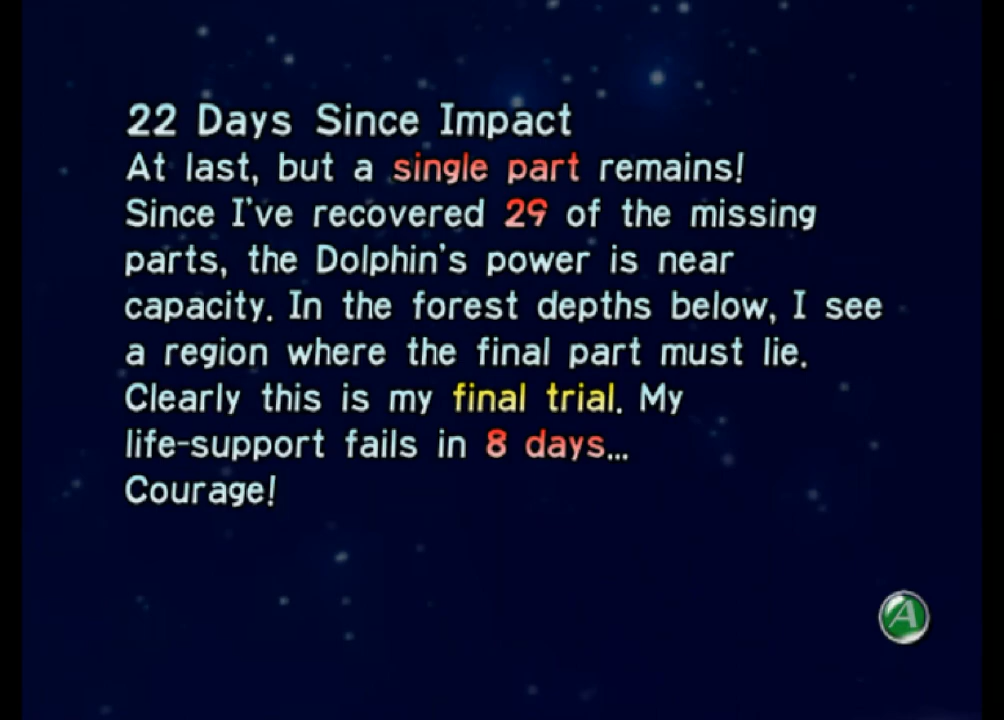 22 Days Since Impact
At last, but a single part remains!
Since I've recovered 29 of the missing
parts, the Dolphin's power is near
capacity. In the forest depths below, I see
a region where the final part must lie.
Clearly this is my final trial. My
life-support fails in 8 days...
Courage!
A